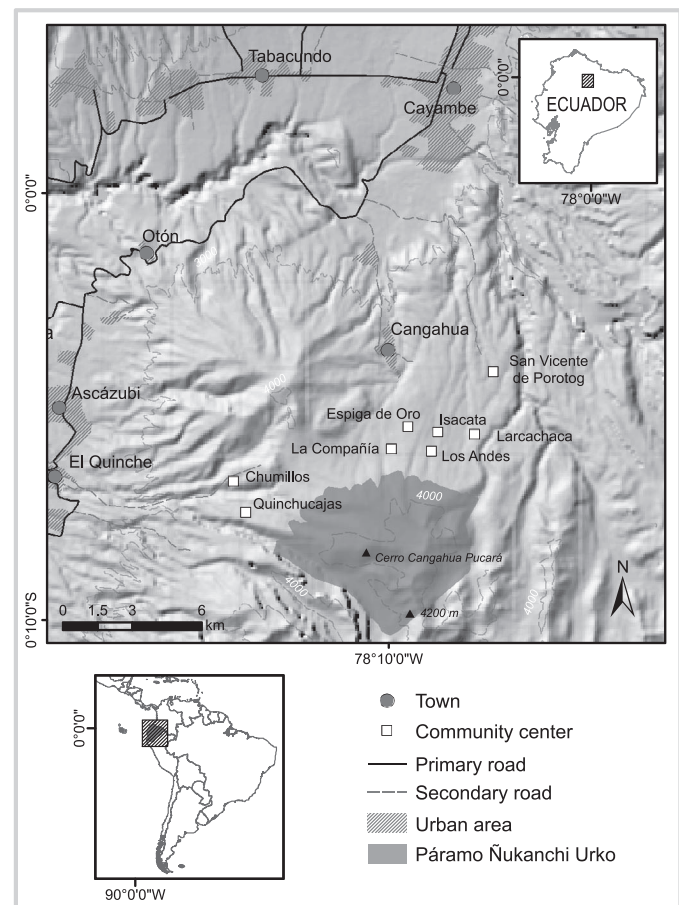 Tabacundo
Cayambe
0°0'0"
ECUADOR
78°0'0"W
0°0'0"
Otón
a
Cangahua
4000
San Vicente
de Porotog
Ascázubi
Espiga de Oro
Isacata
Larcachaca
La Compañía
Los Andes
El Quinche
Chumillos
4000
Quinchucajas
Cerro Cangahua Pucará
N
4000
4000
4200 m
0 1.5 3 6
km
0°10'0"S
78°10'0"W
0°0'0"
90°0'0"W
Town
Community center
Primary road
Secondary road
Urban area
Páramo Ñukanchi Urko